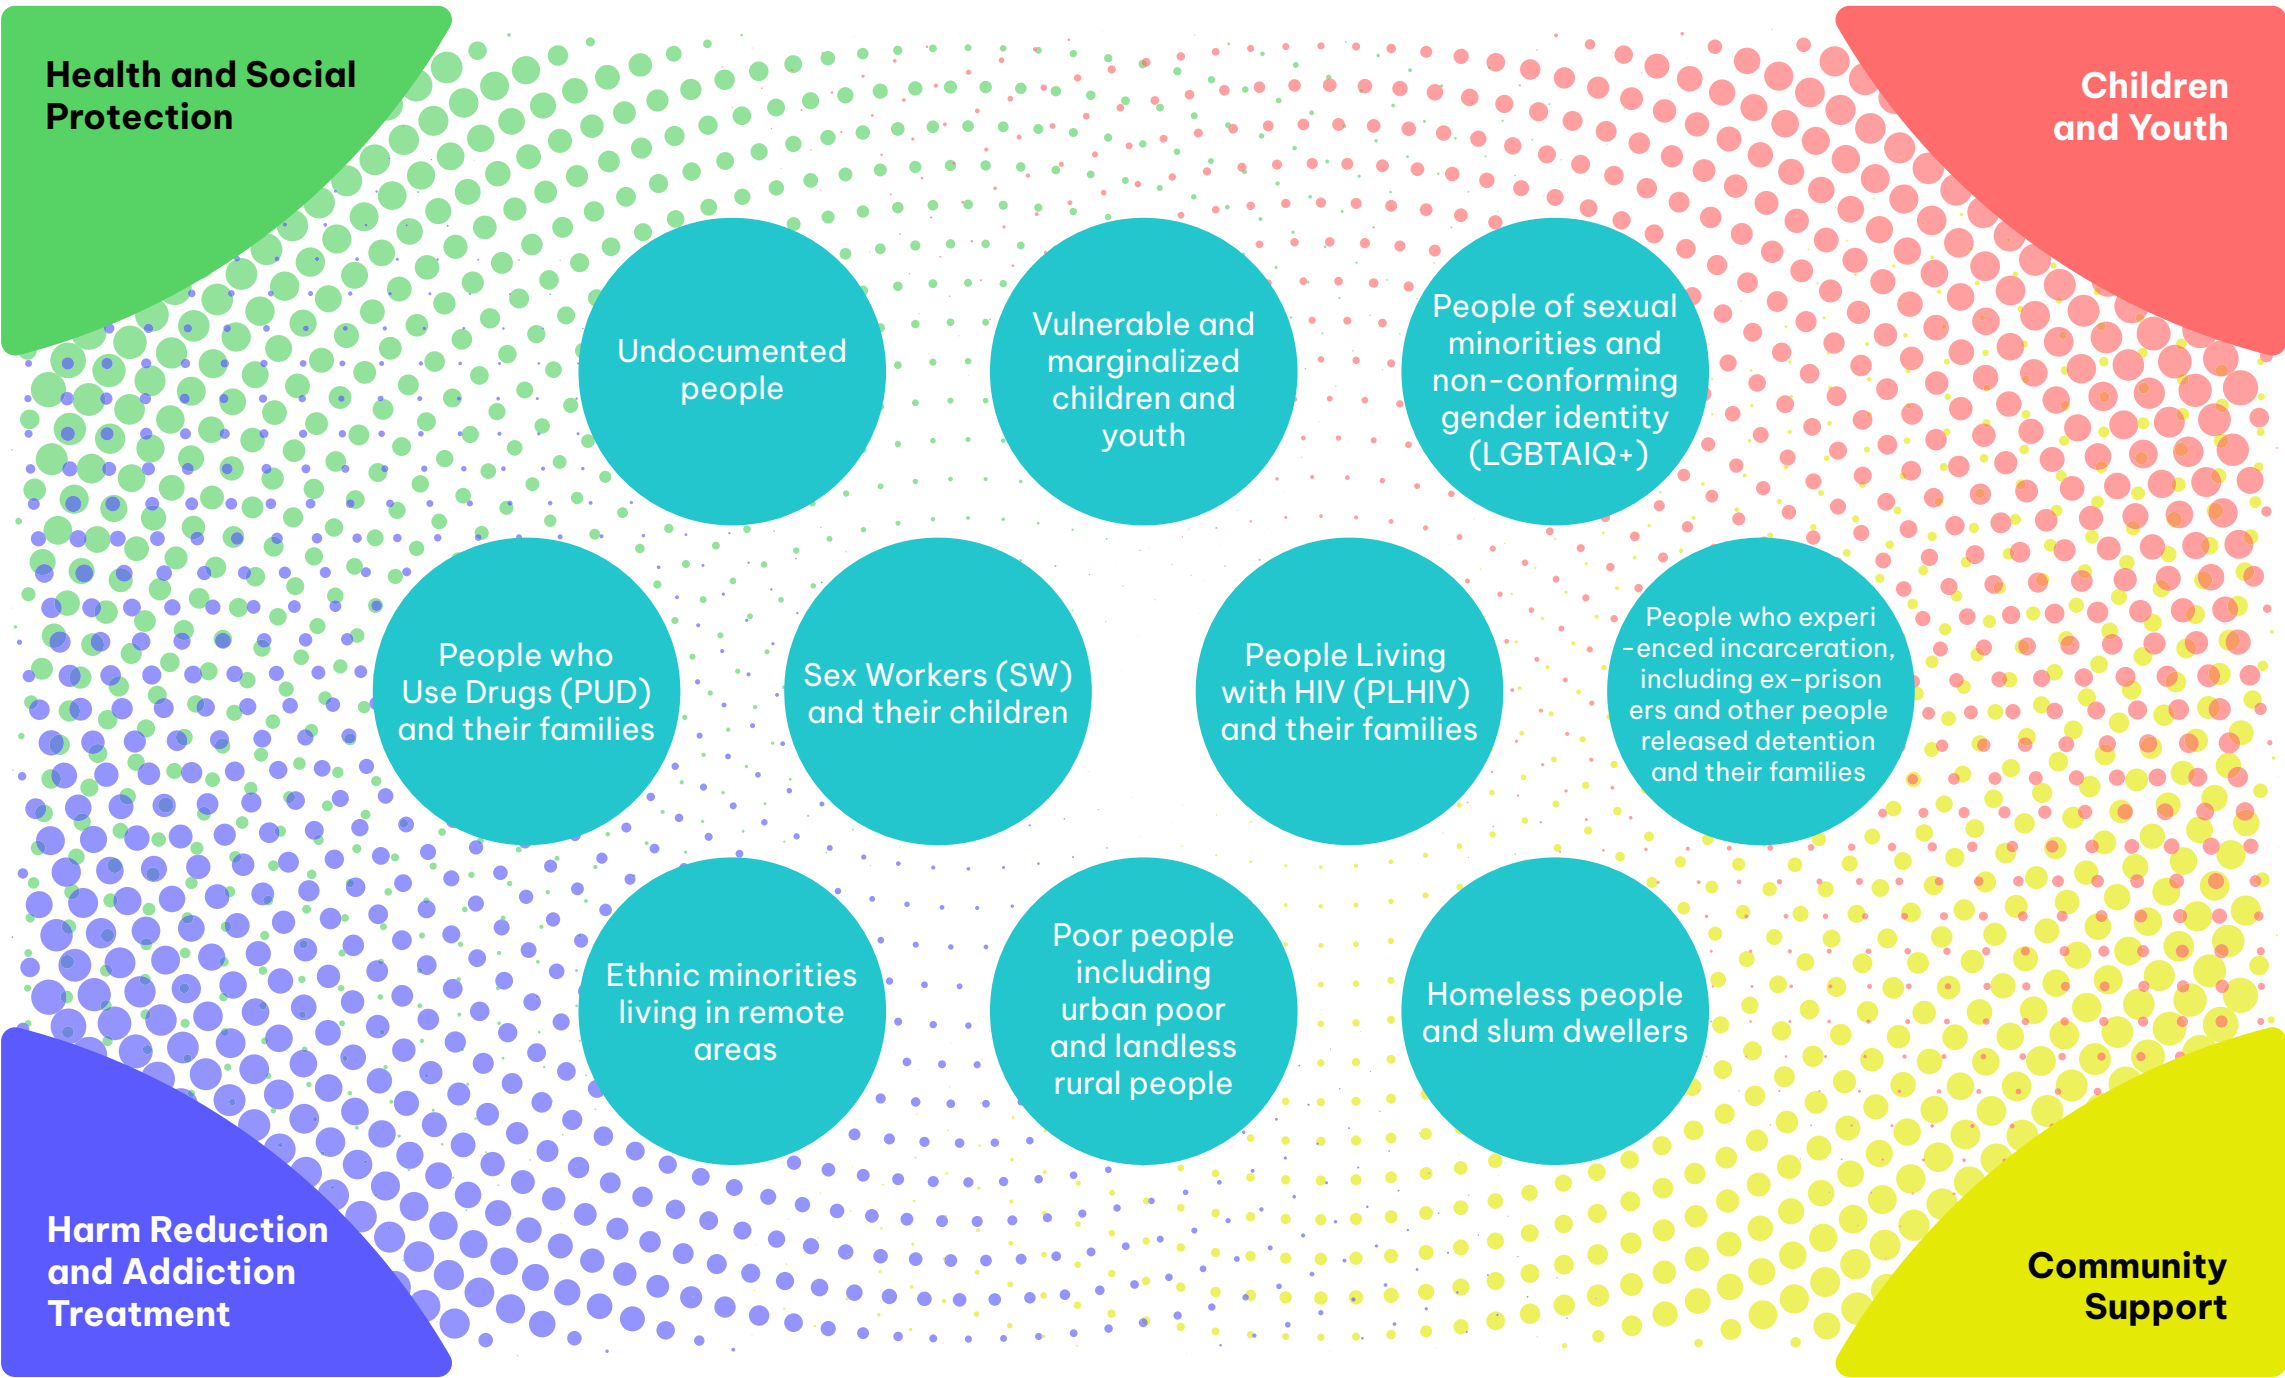 Health and Social
Protection
Children
and Youth
Undocumented
people
Vulnerable and
marginalized
children and
youth
People of sexual
minorities and
non-conforming
gender identity
(LGBTAIQ+)
People who
Use Drugs (PUD)
and their families
Sex Workers (SW)
and their children
People Living
with HIV (PLHIV)
and their families
People who experi
-enced incarceration,
including ex-prison
ers and other people
released detention
and their families
Ethnic minorities
living in remote
areas
Poor people
including
urban poor
and landless
rural people
Homeless people
and slum dwellers
Harm Reduction
and Addiction
Treatment
Community
Support